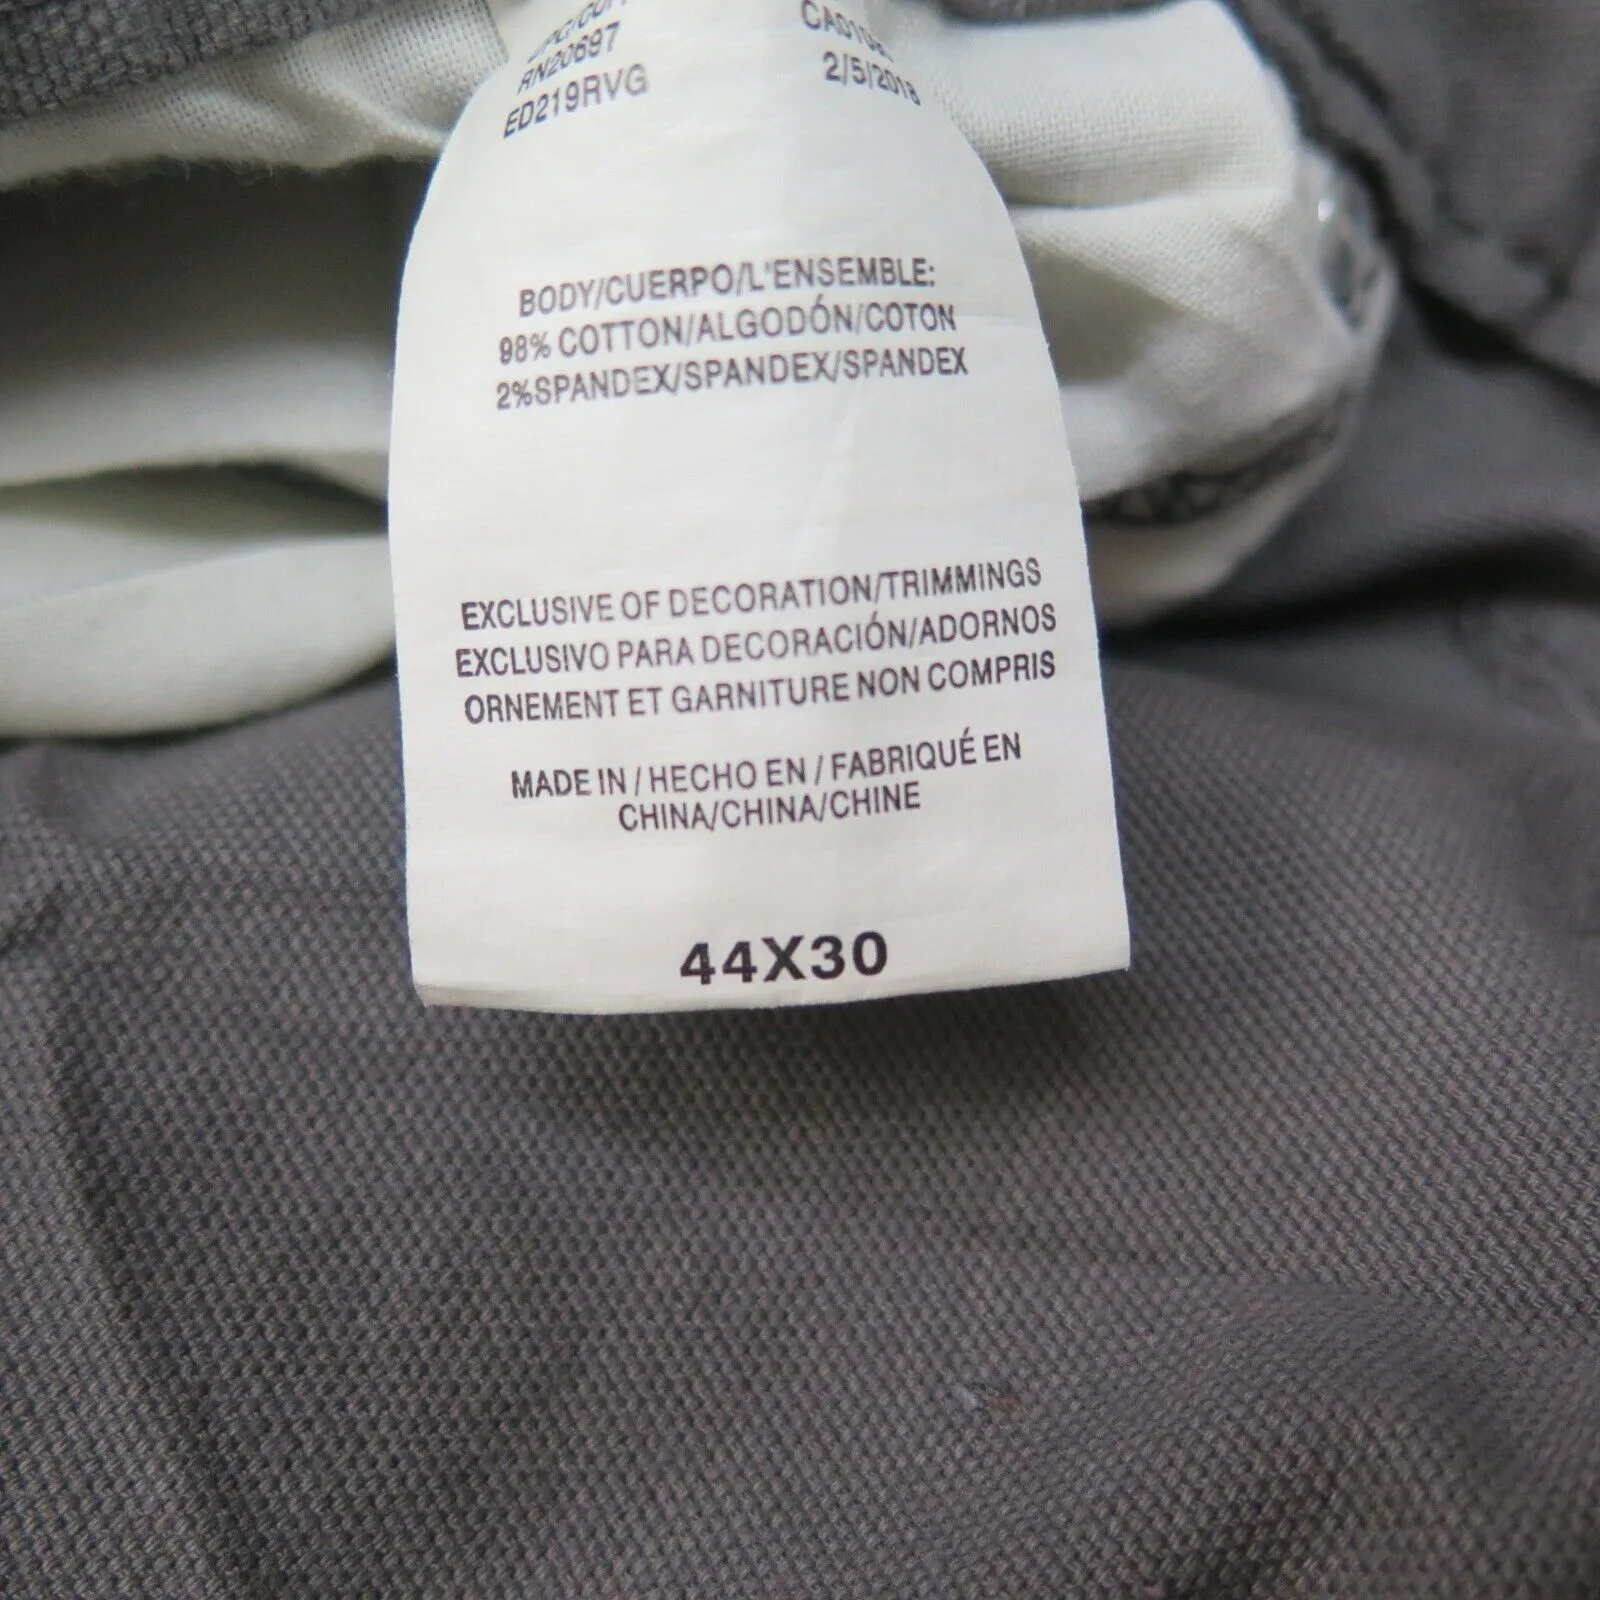 RN20697
ED219RVG
2/5/2018
BODY/CUERPO/L'ENSEMBLE:
98% COTTON/ALGODÓN/COTON
2%SPANDEX/SPANDEX/SPANDEX
EXCLUSIVE OF DECORATION/TRIMMINGS
EXCLUSIVO PARA DECORACIÓN/ADORNOS
ORNEMENT ET GARNITURE NON COMPRIS
MADE IN / HECHO EN / FABRIQUÉ EN
CHINA/CHINA/CHINE
44X30